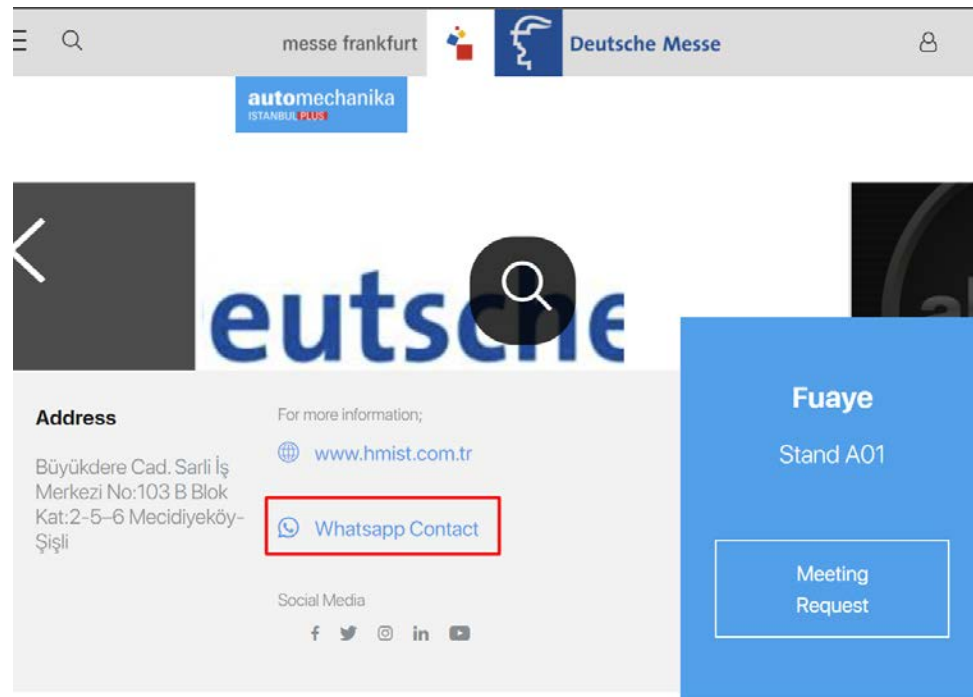 messe frankfurt
Deutsche Messe
automechanika
ISTANBUL PLUS
eutsche
Address
Büyükdere Cad. Sarli İş
Merkezi No:103 B Blok
Kat:2-5–6 Mecidiyeköy-
Şişli
For more information;
www.hmist.com.tr
Whatsapp Contact
Social Media
Fuaye
Stand A01
Meeting
Request